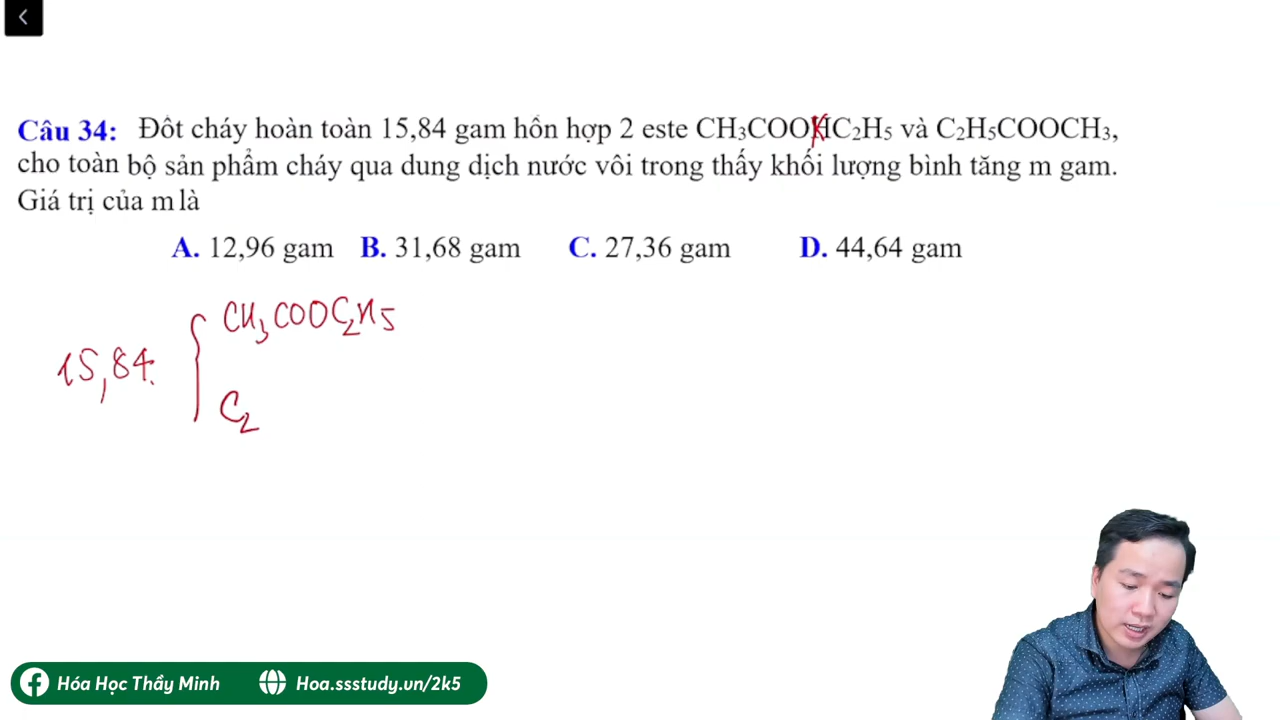 Câu 34: Đốt cháy hoàn toàn 15,84 gam hỗn hợp 2 este CH₃COOHC₂H₅ và C₂H₅COOCH₃,
cho toàn bộ sản phẩm cháy qua dung dịch nước vôi trong thấy khối lượng bình tăng m gam.
Giá trị của m là
A. 12,96 gam B. 31,68 gam C. 27,36 gam D. 44,64 gam
15,84 { CH₃COOC₂H₅
C₂
Hóa Học Thầy Minh Hoa.ssstudy.vn/2k5